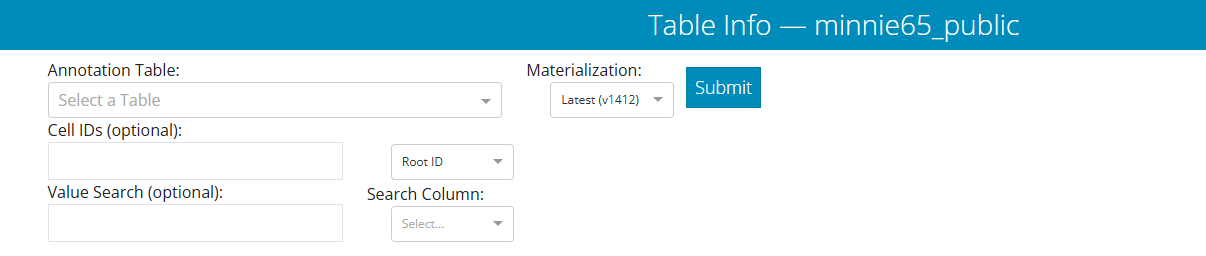 Table Info — minnie65_public
Annotation Table:
Materialization:
Select a Table
Latest (v1412)
Submit
Cell IDs (optional):
Root ID
Value Search (optional):
Search Column:
Select...